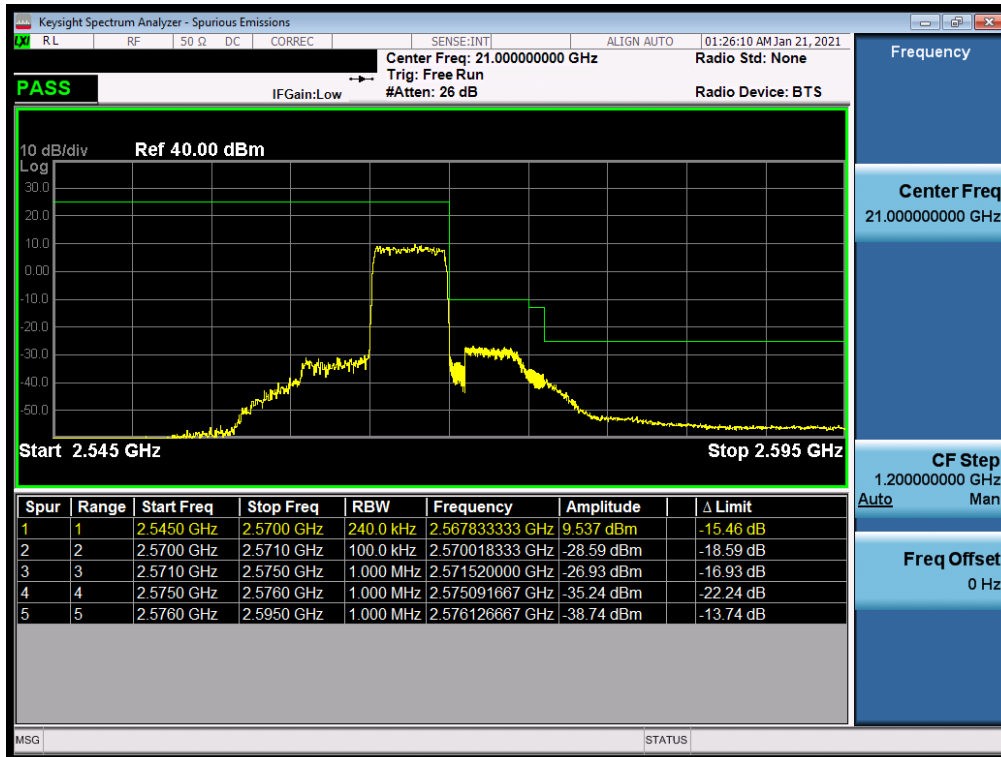 Keysight Spectrum Analyzer - Spurious Emissions
LXI RL RF 50 Ω DC CORREC SENSE:INT ALIGN AUTO 01:26:10 AM Jan 21, 2021
Center Freq: 21.000000000 GHz Radio Std: None
Trig: Free Run
PASS IFGain:Low #Atten: 26 dB Radio Device: BTS
Frequency
10 dB/div Ref 40.00 dBm
Log
30.0
20.0
10.0
0.00
-10.0
-20.0
-30.0
-40.0
-50.0
Start 2.545 GHz Stop 2.595 GHz
Center Freq
21.000000000 GHz
CF Step
1.200000000 GHz
Auto Man
Freq Offset
0 Hz
Spur Range Start Freq Stop Freq RBW Frequency Amplitude Δ Limit
1 1 2.5450 GHz 2.5700 GHz 240.0 kHz 2.567833333 GHz 9.537 dBm -15.46 dB
2 2 2.5700 GHz 2.5710 GHz 100.0 kHz 2.570018333 GHz -28.59 dBm -18.59 dB
3 3 2.5710 GHz 2.5750 GHz 1.000 MHz 2.571520000 GHz -26.93 dBm -16.93 dB
4 4 2.5750 GHz 2.5760 GHz 1.000 MHz 2.575091667 GHz -35.24 dBm -22.24 dB
5 5 2.5760 GHz 2.5950 GHz 1.000 MHz 2.576126667 GHz -38.74 dBm -13.74 dB
MSG STATUS